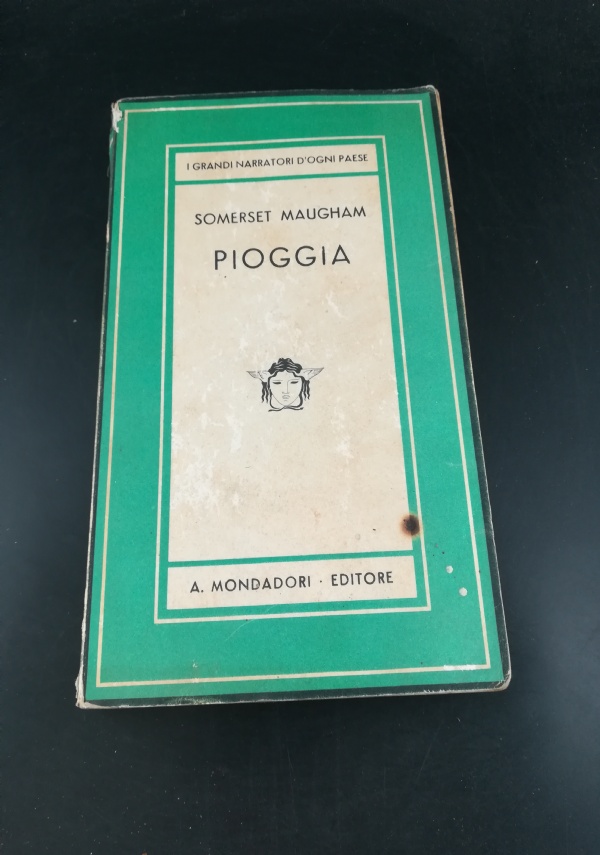 I GRANDI NARRATORI D'OGNI PAESE
SOMERSET MAUGHAM
PIOGGIA
A. MONDADORI · EDITORE